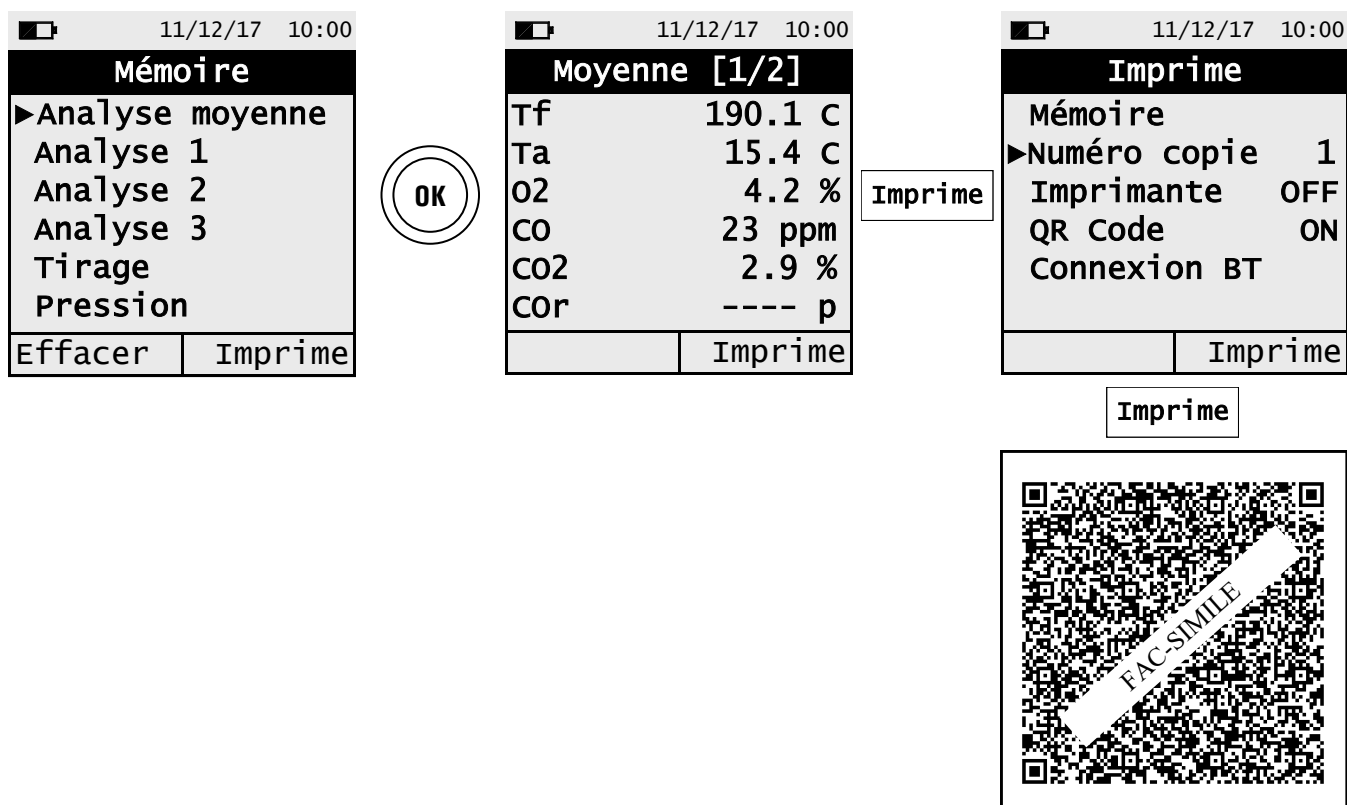 11/12/17 10:00
Mémoire
▶Analyse moyenne
Analyse 1
Analyse 2
Analyse 3
Tirage
Pression
Effacer Imprime
OK
11/12/17 10:00
Moyenne [1/2]
Tf 190.1 C
Ta 15.4 C
O2 4.2 %
CO 23 ppm
CO2 2.9 %
COr ---- p
Imprime
Imprime
11/12/17 10:00
Imprime
Mémoire
▶Numéro copie 1
Imprimante OFF
QR Code ON
Connexion BT
Imprime
Imprime
FAC-SIMILE